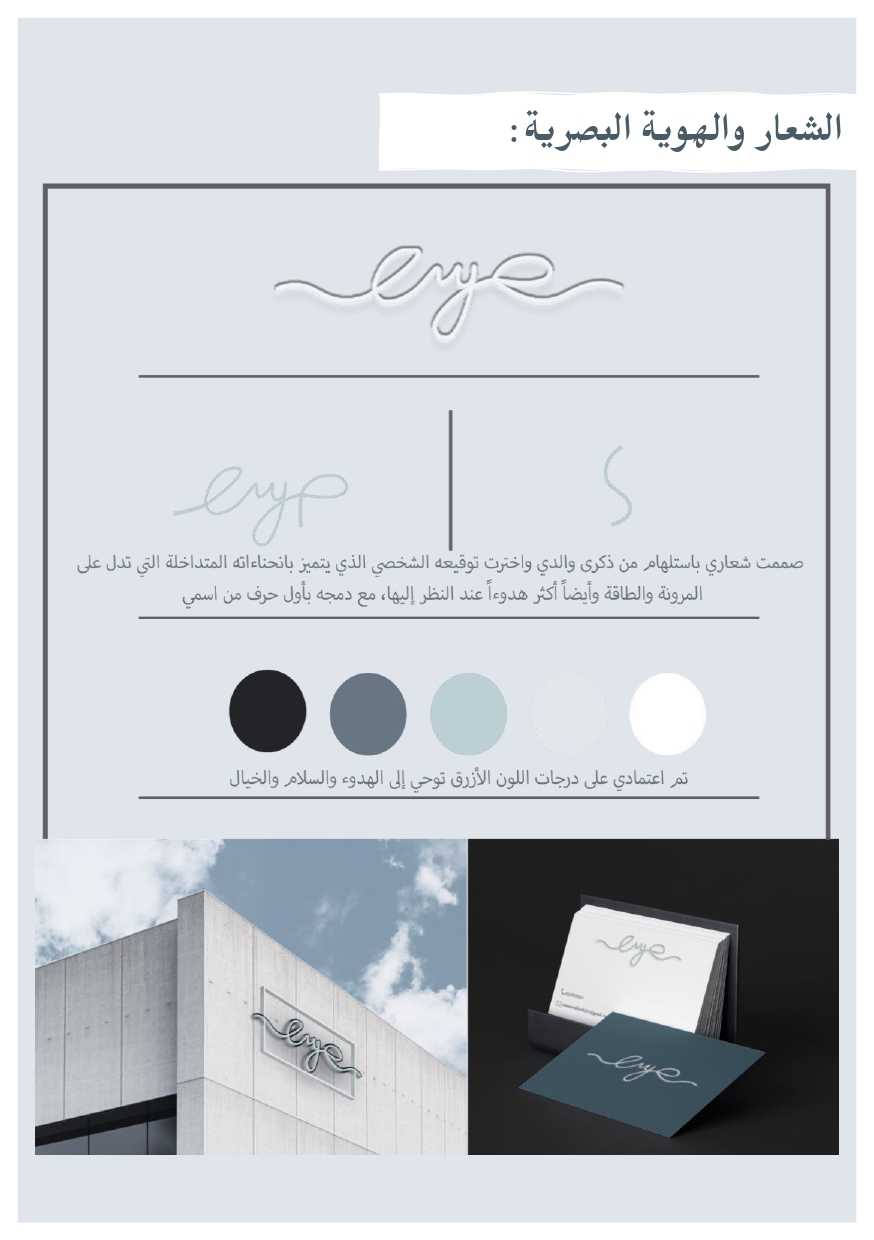 الشعار والهوية البصرية:
صممت شعاري باستلهام من ذكرى والدي واخترت توقيعه الشخصي الذي يتميز بانحناءاته المتداخلة التي تدل على
المرونة والطاقة وأيضاً أكثر هدوءاً عند النظر إليها، مع دمجه بأول حرف من اسمي
تم اعتمادي على درجات اللون الأزرق توحي إلى الهدوء والسلام والخيال